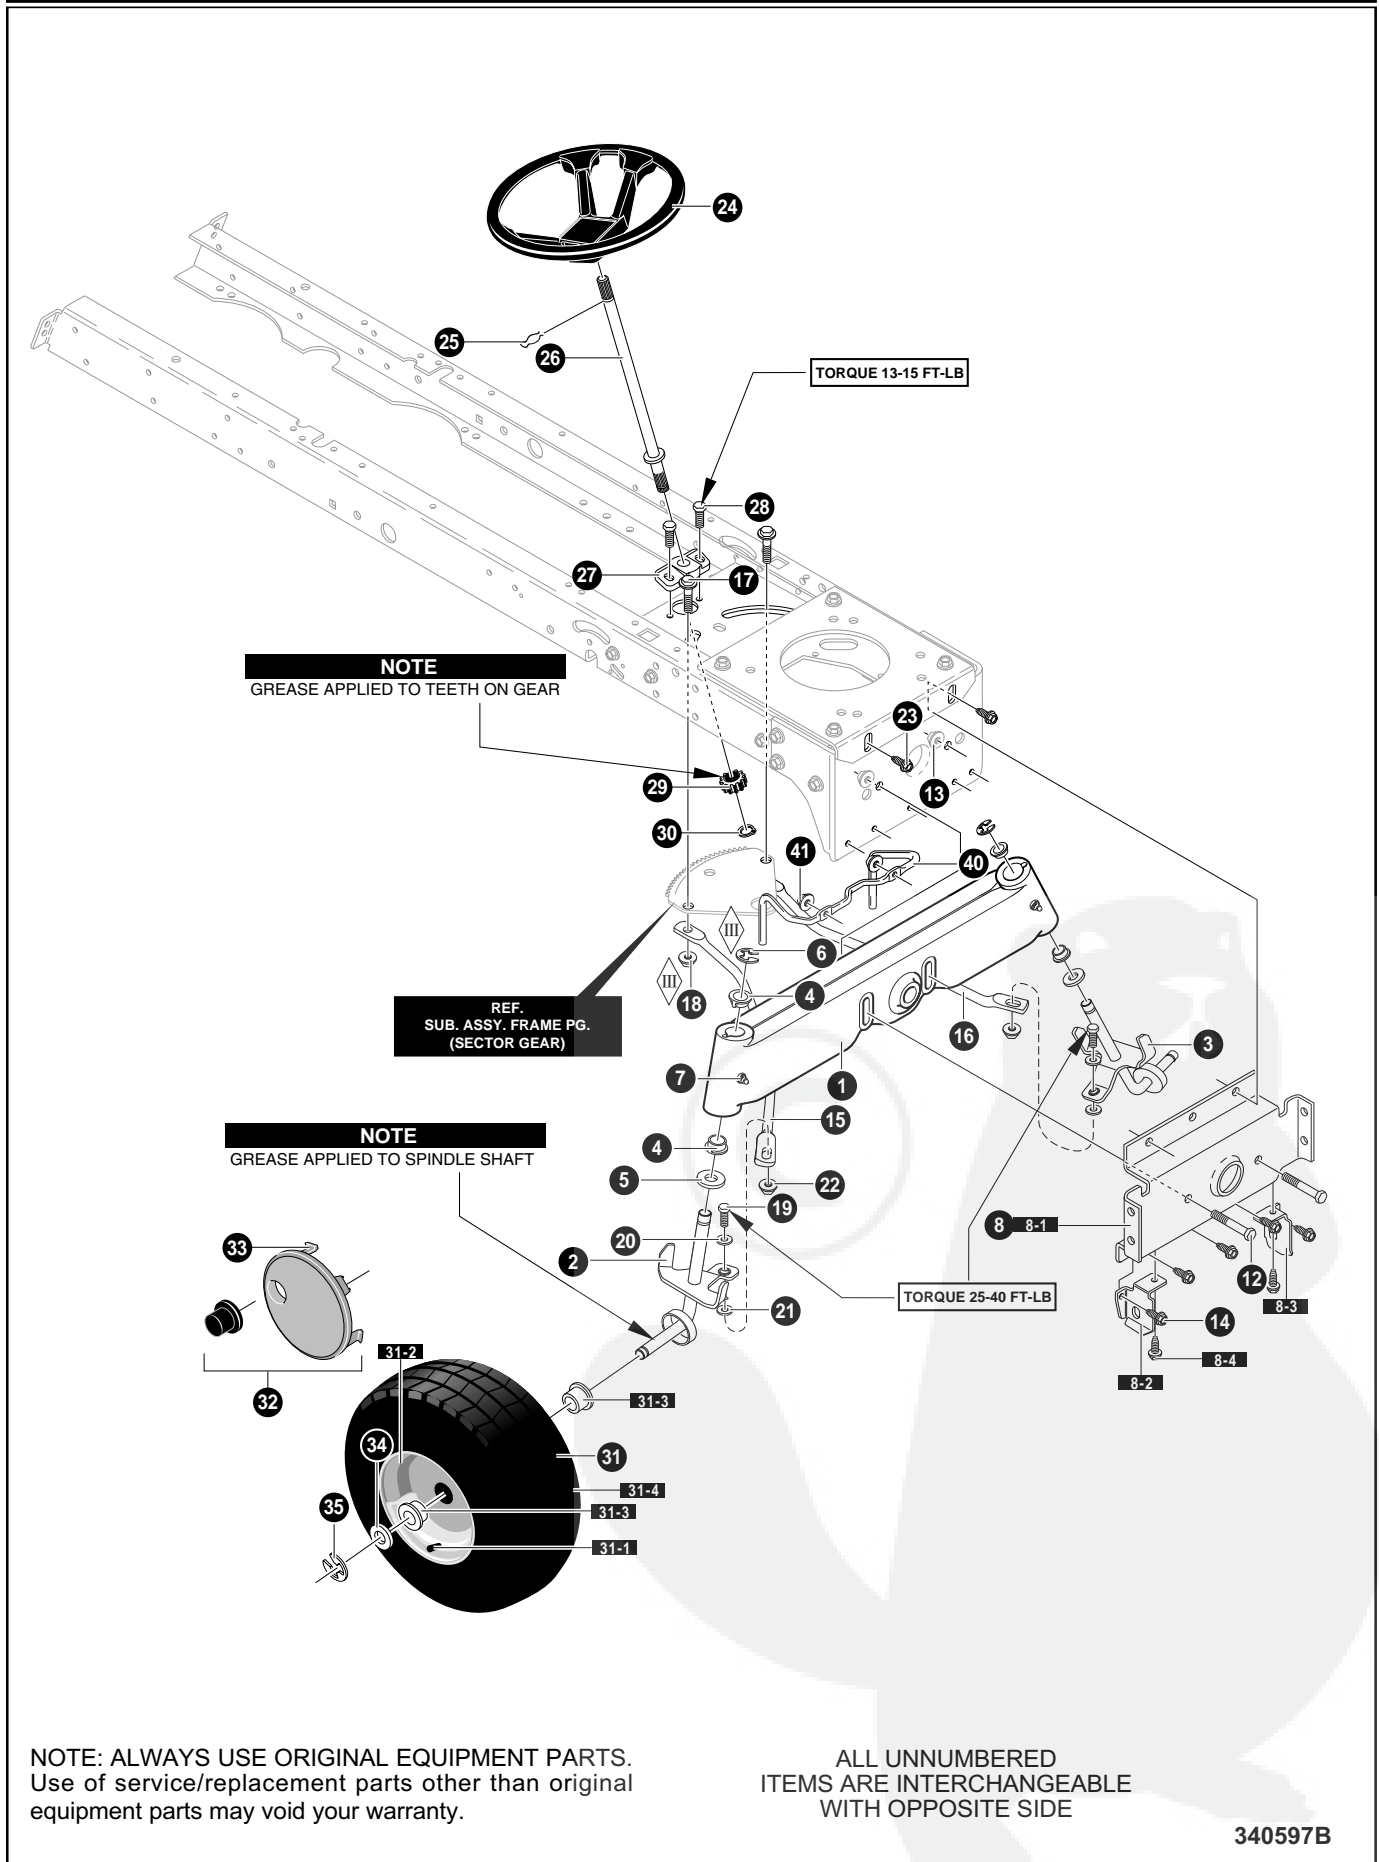 24
25
26
TORQUE 13-15 FT-LB
28
27
17
NOTE
GREASE APPLIED TO TEETH ON GEAR
23
13
29
30
41
40
III
6
III
18
4
REF.
SUB. ASSY. FRAME PG.
(SECTOR GEAR)
16
3
7
1
15
NOTE
GREASE APPLIED TO SPINDLE SHAFT
4
5
22
19
8
8-1
20
33
2
12
TORQUE 25-40 FT-LB
21
8-3
14
31-2
8-4
8-2
32
31-3
34
31
31-4
35
31-3
31-1
©
NOTE: ALWAYS USE ORIGINAL EQUIPMENT PARTS.
Use of service/replacement parts other than original
equipment parts may void your warranty.
ALL UNNUMBERED
ITEMS ARE INTERCHANGEABLE
WITH OPPOSITE SIDE
340597B